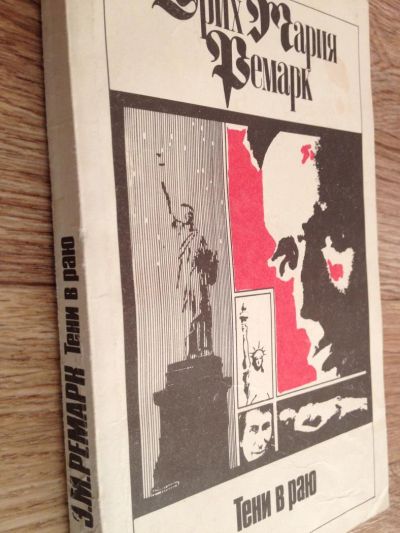 Эрих Мария
Ремарк
Тени в раю
Э.М.РЕМАРК Тени в раю